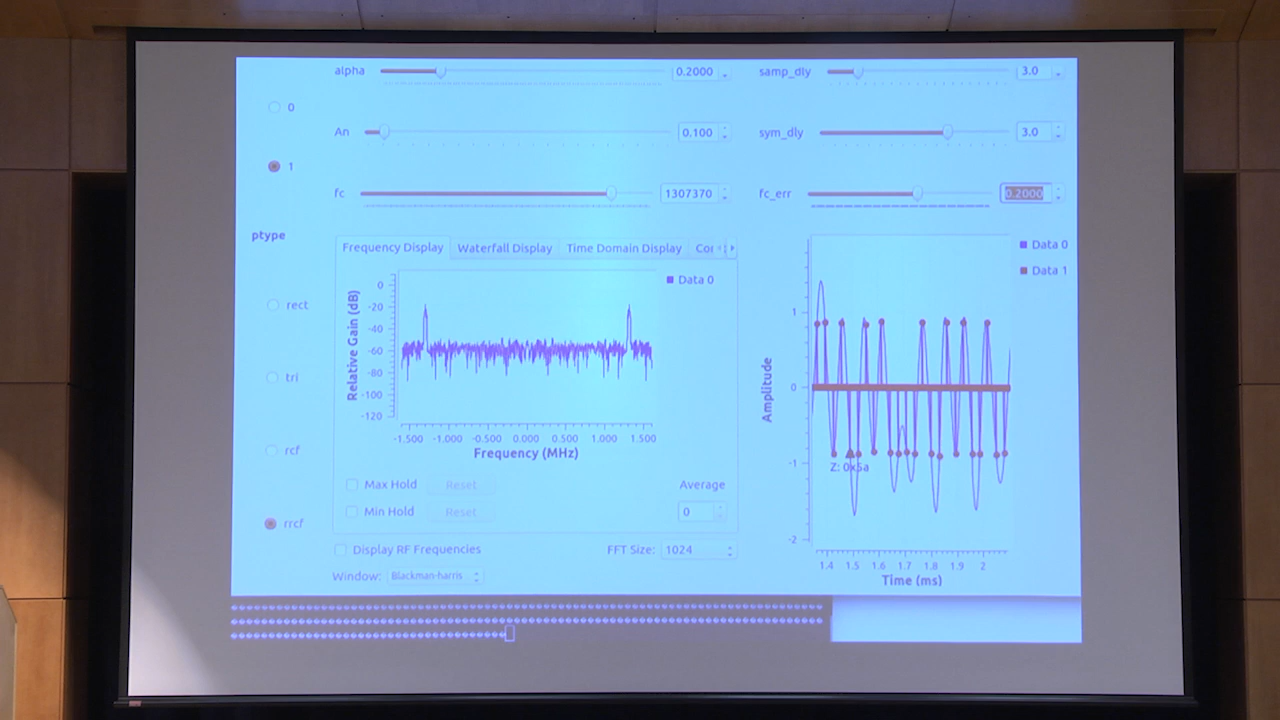 alpha 0.2000 samp_dly 3.0
0
An 0.100 sym_dly 3.0
1
fc 1307370 fc_err 0.2000
ptype
rect
tri
rcf
rrcf
Frequency Display Waterfall Display Time Domain Display
Data 0
Relative Gain (dB)
0
-20
-40
-60
-80
-100
-120
-1.500 -1.000 -0.500 0.000 0.500 1.000 1.500
Frequency (MHz)
Max Hold Reset
Min Hold Reset
Average
0
Display RF Frequencies FFT Size: 1024
Window: Blackman-harris
Data 0
Data 1
Amplitude
1
0
-1
-2
Z: 0x5a
1.4 1.5 1.6 1.7 1.8 1.9 2
Time (ms)